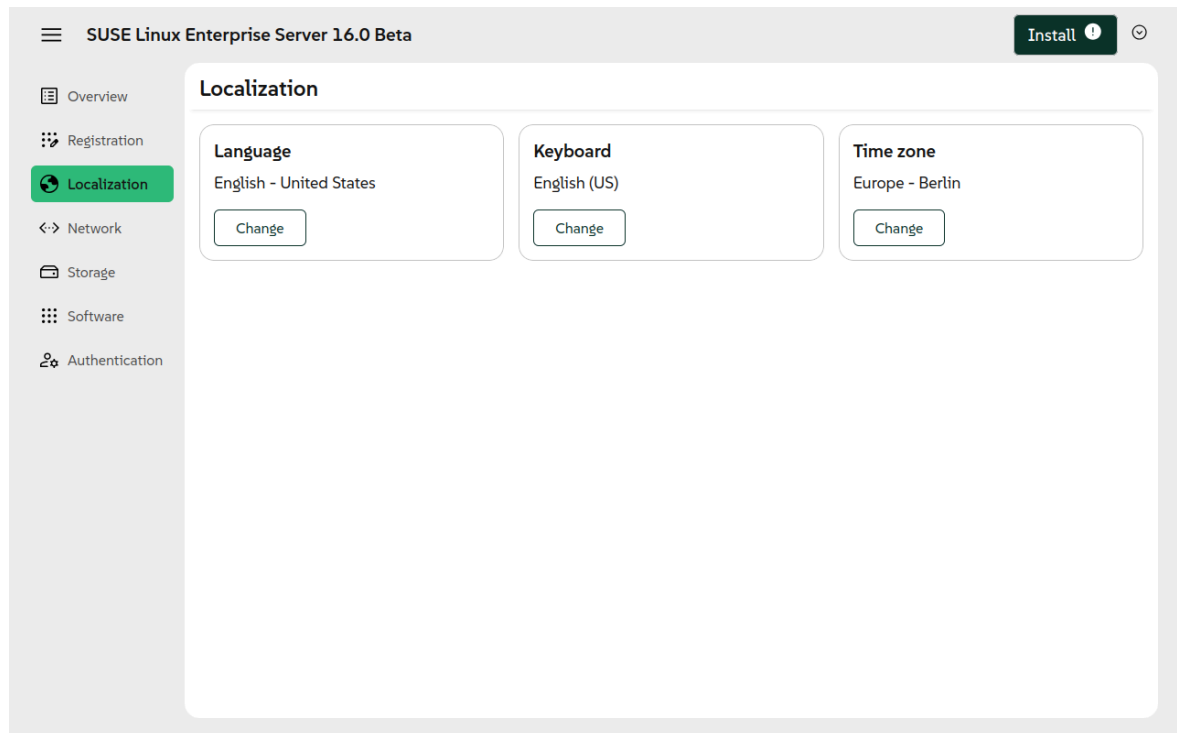 SUSE Linux Enterprise Server 16.0 Beta
Install
Overview
Registration
Localization
Network
Storage
Software
Authentication
Localization
Language
English - United States
Change
Keyboard
English (US)
Change
Time zone
Europe - Berlin
Change